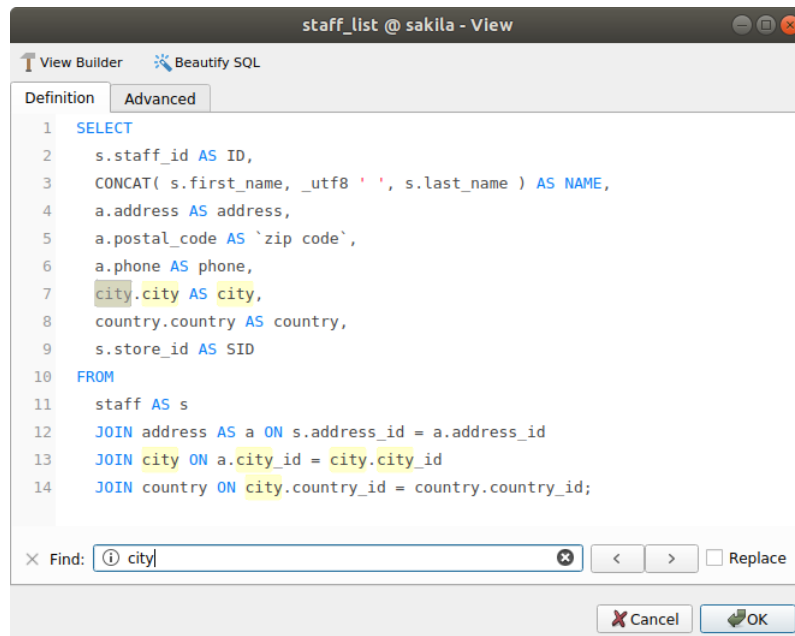 staff_list @ sakila - View
View Builder Beautify SQL
Definition Advanced
1 SELECT
2 s.staff_id AS ID,
3 CONCAT( s.first_name, _utf8 ' ', s.last_name ) AS NAME,
4 a.address AS address,
5 a.postal_code AS `zip code`,
6 a.phone AS phone,
7 city.city AS city,
8 country.country AS country,
9 s.store_id AS SID
10 FROM
11 staff AS s
12 JOIN address AS a ON s.address_id = a.address_id
13 JOIN city ON a.city_id = city.city_id
14 JOIN country ON city.country_id = country.country_id;
Find: city Replace
Cancel OK